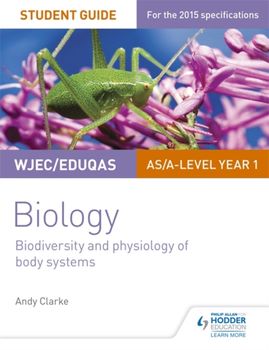 STUDENT GUIDE
For the 2015 specifications
WJEC/EDUQAS
AS/A-LEVEL YEAR 1
Biology
Biodiversity and physiology of
body systems
Andy Clarke
PHILIP ALLAN FOR
HODDER
EDUCATION
LEARN MORE